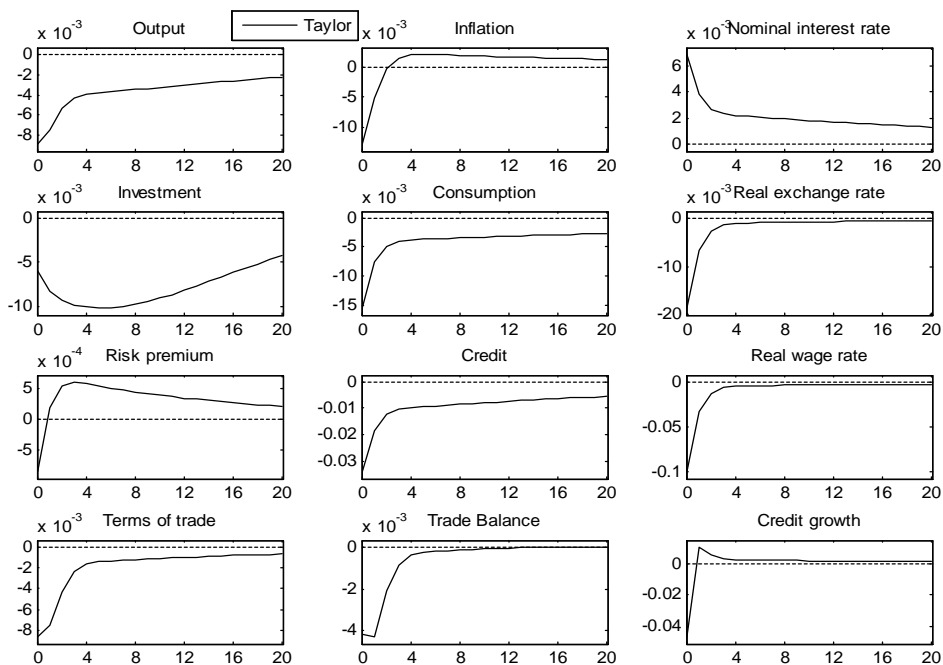 Taylor
Output
x 10-3
0
-2
-4
-6
-8
0 4 8 12 16 20
Inflation
x 10-3
0
-5
-10
0 4 8 12 16 20
Nominal interest rate
x 10-3
6
4
2
0
0 4 8 12 16 20
Investment
x 10-3
0
-5
-10
0 4 8 12 16 20
Consumption
x 10-3
0
-5
-10
-15
0 4 8 12 16 20
Real exchange rate
x 10-3
0
-10
-20
0 4 8 12 16 20
Risk premium
x 10-4
5
0
-5
0 4 8 12 16 20
Credit
0
-0.01
-0.02
-0.03
0 4 8 12 16 20
Real wage rate
0
-0.05
-0.1
0 4 8 12 16 20
Terms of trade
x 10-3
0
-2
-4
-6
-8
0 4 8 12 16 20
Trade Balance
x 10-3
0
-2
-4
0 4 8 12 16 20
Credit growth
0
-0.02
-0.04
0 4 8 12 16 20